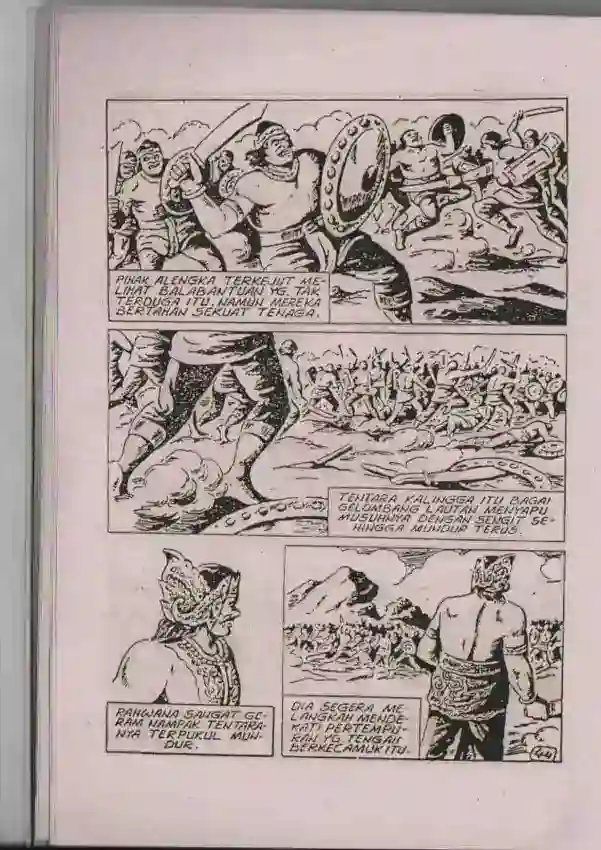 PIHAK ALENGKA TERKEJUT ME-
LIHAT BALABANTUAN YG. TAK
TERDUGA ITU. NAMUN MEREKA
BERTAHAN SEKUAT TENAGA.
TENTARA KALINGGA ITU BAGAI
GELOMBANG LAUTAN MENYAPU
MUSUHNYA DENGAN SENGIT SE-
HINGGA MUNDUR TERUS.
RAHWANA SANGAT GE-
RAM NAMPAK TENTARA-
NYA TERPUKUL MUN-
DUR.
DIA SEGERA ME-
LANGKAH MENDE-
KATI PERTEMPU-
RAN YG. TENGAH
BERKECAMUK ITU.
44